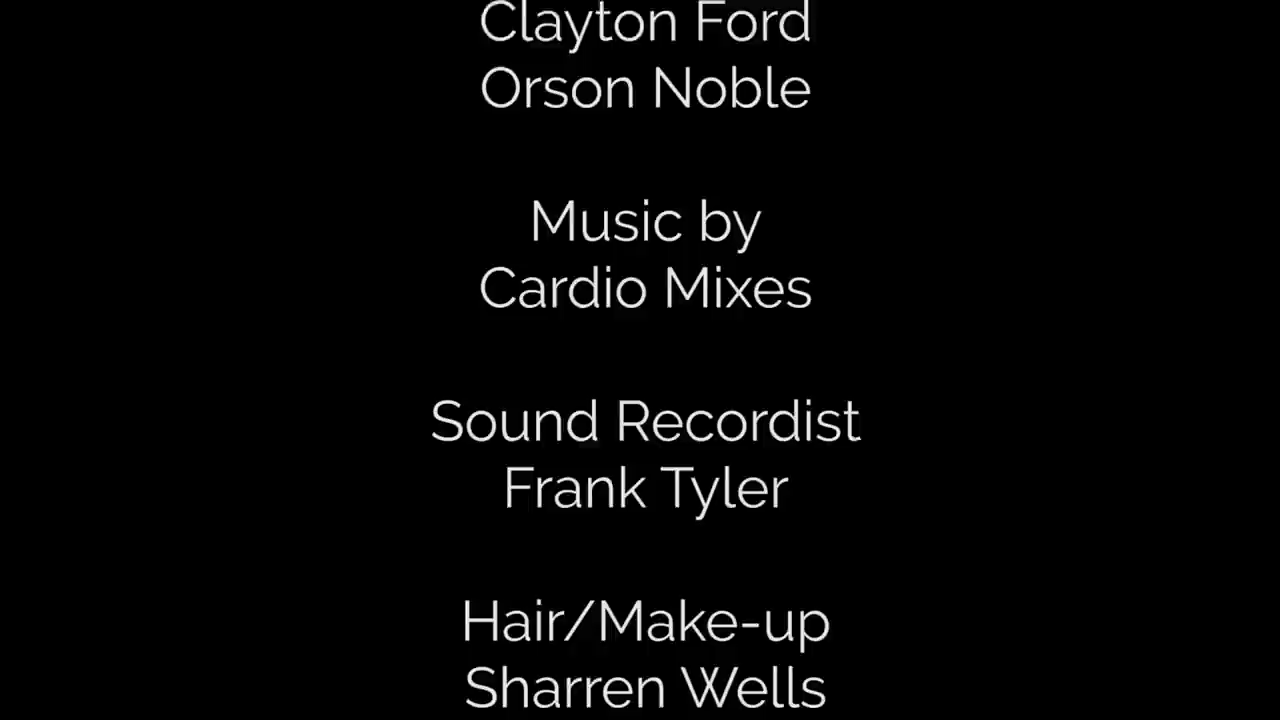 Clayton Ford
Orson Noble
Music by
Cardio Mixes
Sound Recordist
Frank Tyler
Hair/Make-up
Sharren Wells